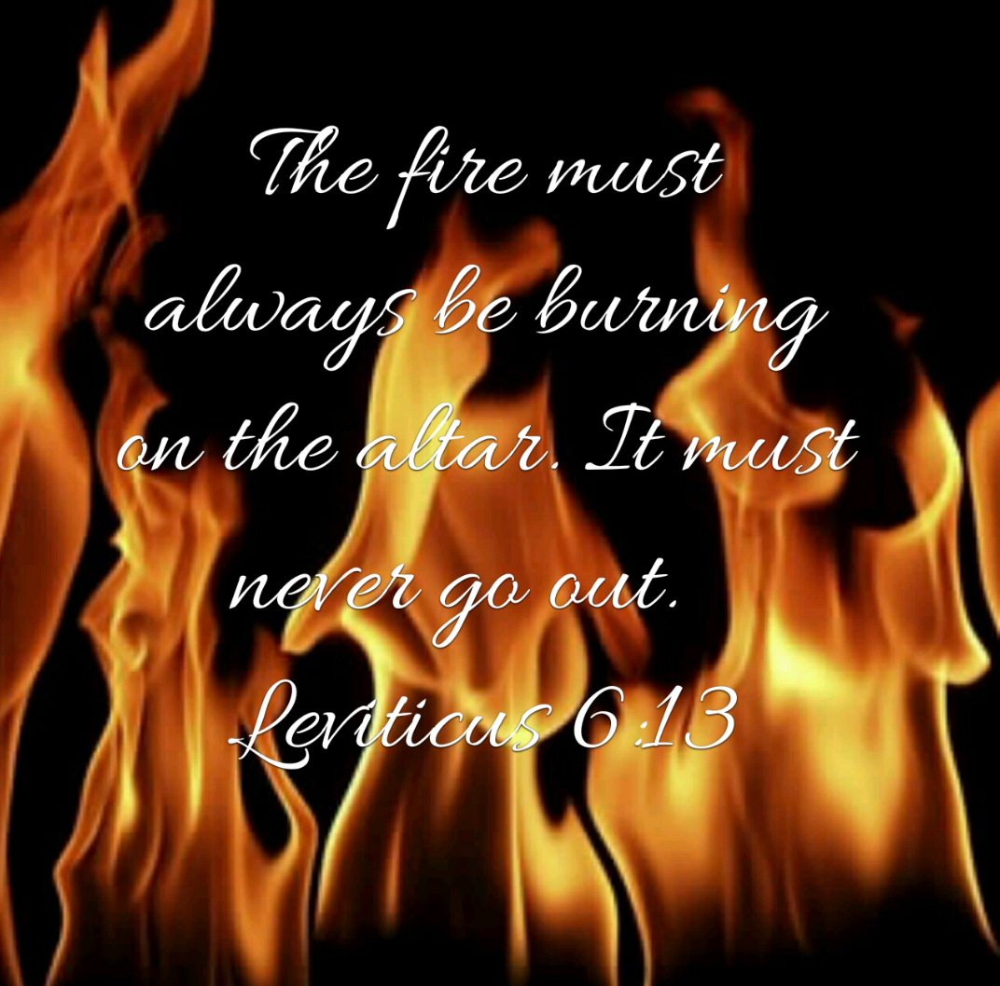 The fire must
always be burning
on the altar. It must
never go out.
Leviticus 6:13